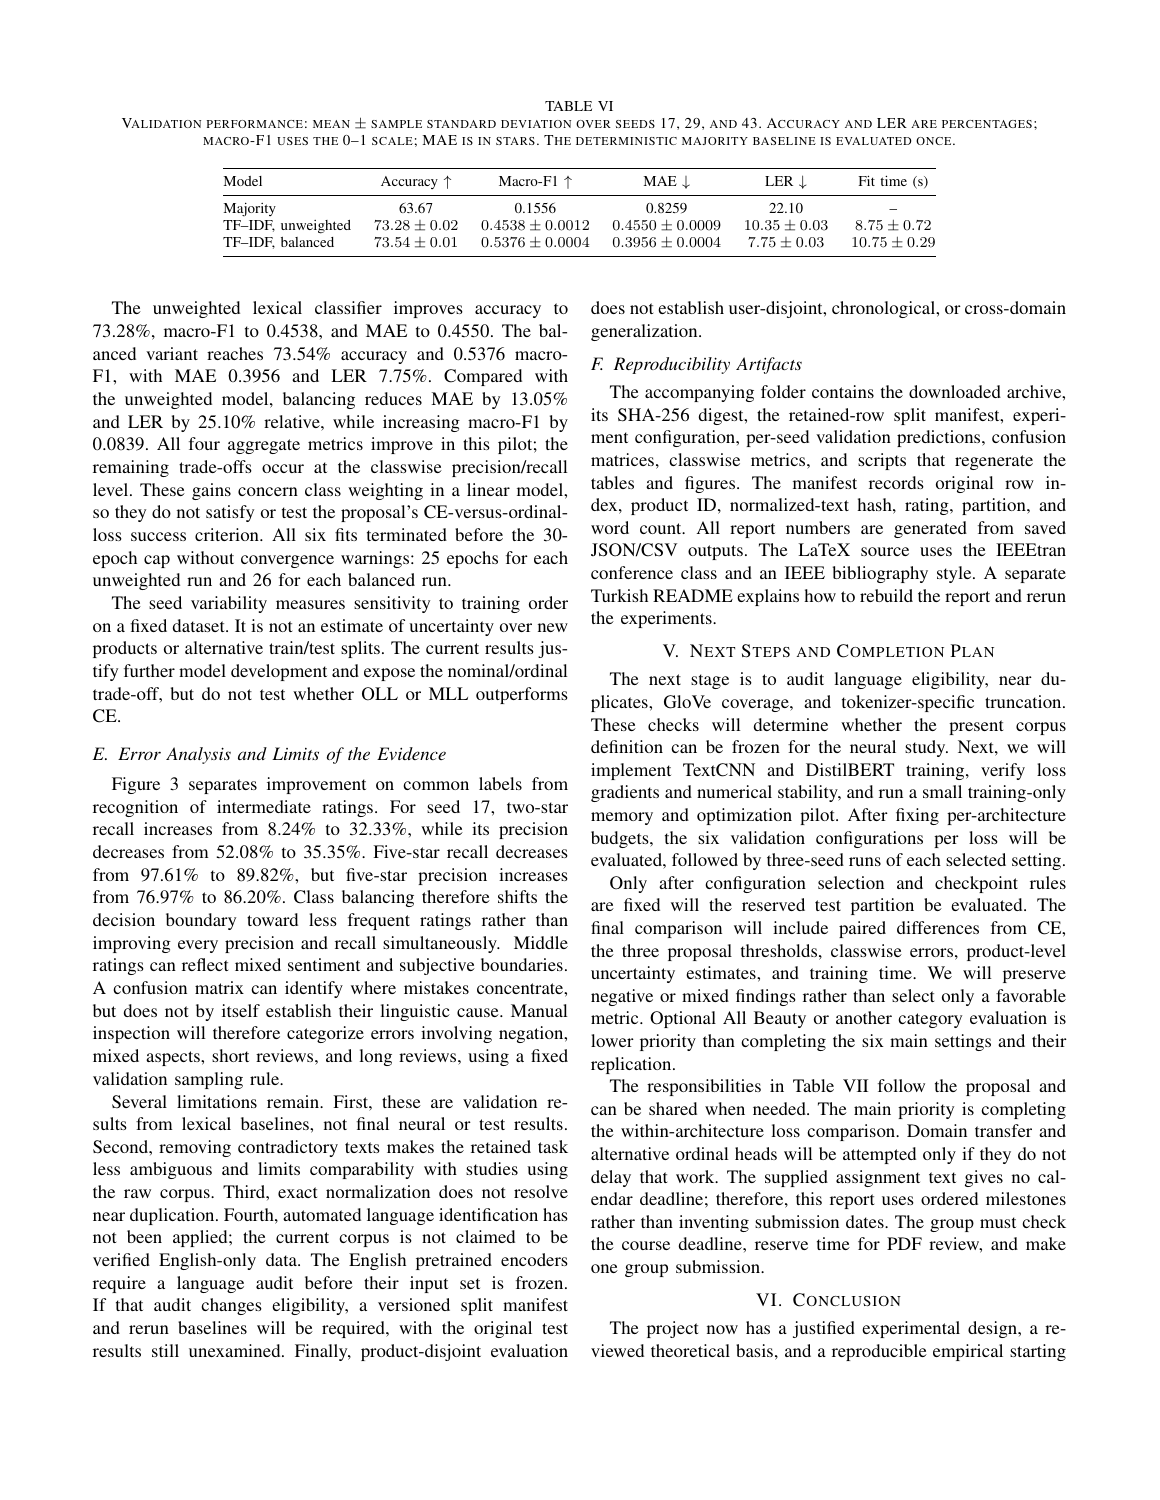 TABLE VI
VALIDATION PERFORMANCE: MEAN ± SAMPLE STANDARD DEVIATION OVER SEEDS 17, 29, AND 43. ACCURACY AND LER ARE PERCENTAGES;
MACRO-F1 USES THE 0–1 SCALE; MAE IS IN STARS. THE DETERMINISTIC MAJORITY BASELINE IS EVALUATED ONCE.
Model Accuracy ↑ Macro-F1 ↑ MAE ↓ LER ↓ Fit time (s)
Majority 63.67 0.1556 0.8259 22.10 –
TF–IDF, unweighted 73.28 ± 0.02 0.4538 ± 0.0012 0.4550 ± 0.0009 10.35 ± 0.03 8.75 ± 0.72
TF–IDF, balanced 73.54 ± 0.01 0.5376 ± 0.0004 0.3956 ± 0.0004 7.75 ± 0.03 10.75 ± 0.29
The unweighted lexical classifier improves accuracy to
73.28%, macro-F1 to 0.4538, and MAE to 0.4550. The bal-
anced variant reaches 73.54% accuracy and 0.5376 macro-
F1, with MAE 0.3956 and LER 7.75%. Compared with
the unweighted model, balancing reduces MAE by 13.05%
and LER by 25.10% relative, while increasing macro-F1 by
0.0839. All four aggregate metrics improve in this pilot; the
remaining trade-offs occur at the classwise precision/recall
level. These gains concern class weighting in a linear model,
so they do not satisfy or test the proposal's CE-versus-ordinal-
loss success criterion. All six fits terminated before the 30-
epoch cap without convergence warnings: 25 epochs for each
unweighted run and 26 for each balanced run.
The seed variability measures sensitivity to training order
on a fixed dataset. It is not an estimate of uncertainty over new
products or alternative train/test splits. The current results jus-
tify further model development and expose the nominal/ordinal
trade-off, but do not test whether OLL or MLL outperforms
CE.
E. Error Analysis and Limits of the Evidence
Figure 3 separates improvement on common labels from
recognition of intermediate ratings. For seed 17, two-star
recall increases from 8.24% to 32.33%, while its precision
decreases from 52.08% to 35.35%. Five-star recall decreases
from 97.61% to 89.82%, but five-star precision increases
from 76.97% to 86.20%. Class balancing therefore shifts the
decision boundary toward less frequent ratings rather than
improving every precision and recall simultaneously. Middle
ratings can reflect mixed sentiment and subjective boundaries.
A confusion matrix can identify where mistakes concentrate,
but does not by itself establish their linguistic cause. Manual
inspection will therefore categorize errors involving negation,
mixed aspects, short reviews, and long reviews, using a fixed
validation sampling rule.
Several limitations remain. First, these are validation re-
sults from lexical baselines, not final neural or test results.
Second, removing contradictory texts makes the retained task
less ambiguous and limits comparability with studies using
the raw corpus. Third, exact normalization does not resolve
near duplication. Fourth, automated language identification has
not been applied; the current corpus is not claimed to be
verified English-only data. The English pretrained encoders
require a language audit before their input set is frozen.
If that audit changes eligibility, a versioned split manifest
and rerun baselines will be required, with the original test
results still unexamined. Finally, product-disjoint evaluation
does not establish user-disjoint, chronological, or cross-domain
generalization.
F. Reproducibility Artifacts
The accompanying folder contains the downloaded archive,
its SHA-256 digest, the retained-row split manifest, experi-
ment configuration, per-seed validation predictions, confusion
matrices, classwise metrics, and scripts that regenerate the
tables and figures. The manifest records original row in-
dex, product ID, normalized-text hash, rating, partition, and
word count. All report numbers are generated from saved
JSON/CSV outputs. The LaTeX source uses the IEEEtran
conference class and an IEEE bibliography style. A separate
Turkish README explains how to rebuild the report and rerun
the experiments.
V. NEXT STEPS AND COMPLETION PLAN
The next stage is to audit language eligibility, near du-
plicates, GloVe coverage, and tokenizer-specific truncation.
These checks will determine whether the present corpus
definition can be frozen for the neural study. Next, we will
implement TextCNN and DistilBERT training, verify loss
gradients and numerical stability, and run a small training-only
memory and optimization pilot. After fixing per-architecture
budgets, the six validation configurations per loss will be
evaluated, followed by three-seed runs of each selected setting.
Only after configuration selection and checkpoint rules
are fixed will the reserved test partition be evaluated. The
final comparison will include paired differences from CE,
the three proposal thresholds, classwise errors, product-level
uncertainty estimates, and training time. We will preserve
negative or mixed findings rather than select only a favorable
metric. Optional All Beauty or another category evaluation is
lower priority than completing the six main settings and their
replication.
The responsibilities in Table VII follow the proposal and
can be shared when needed. The main priority is completing
the within-architecture loss comparison. Domain transfer and
alternative ordinal heads will be attempted only if they do not
delay that work. The supplied assignment text gives no cal-
endar deadline; therefore, this report uses ordered milestones
rather than inventing submission dates. The group must check
the course deadline, reserve time for PDF review, and make
one group submission.
VI. CONCLUSION
The project now has a justified experimental design, a re-
viewed theoretical basis, and a reproducible empirical starting